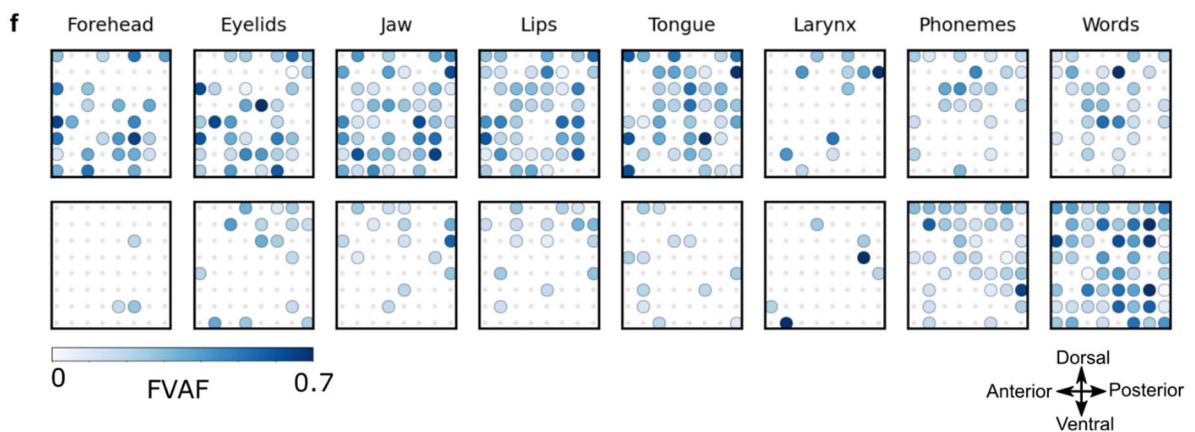 f
Forehead Eyelids Jaw Lips Tongue Larynx Phonemes Words
0 FVAF 0.7
Dorsal
Anterior Posterior
Ventral